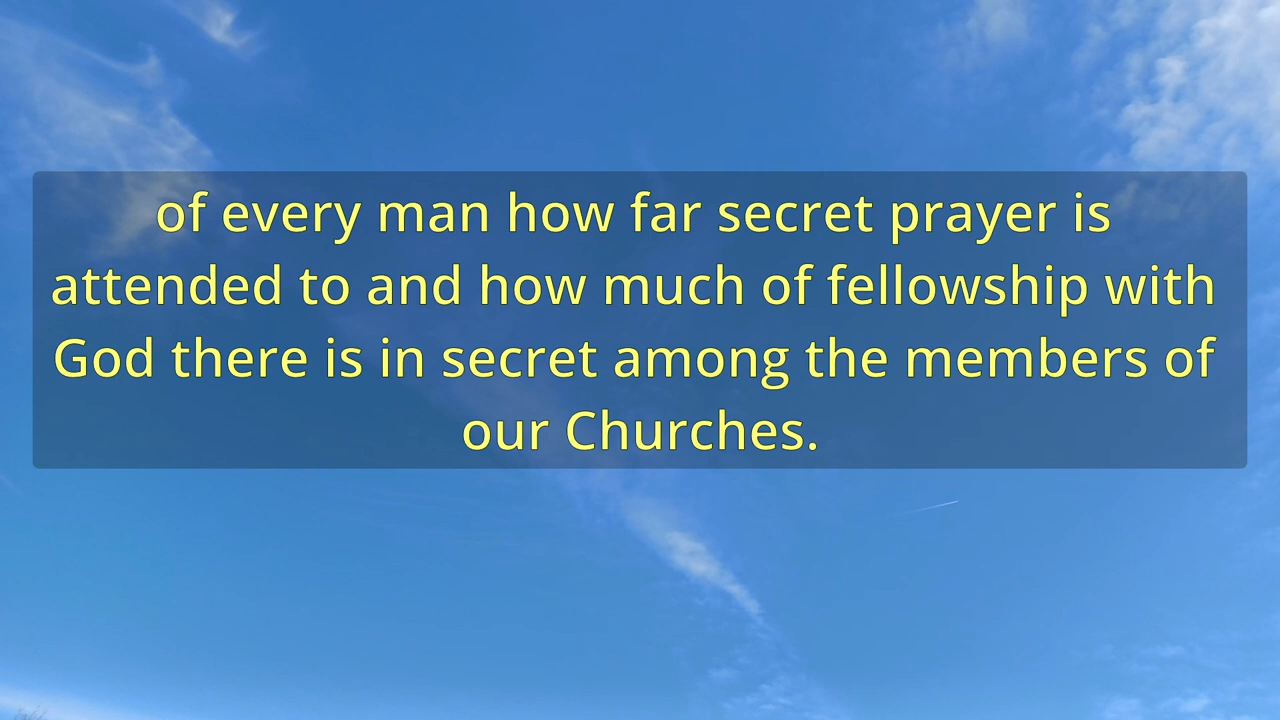 of every man how far secret prayer is
attended to and how much of fellowship with
God there is in secret among the members of
our Churches.